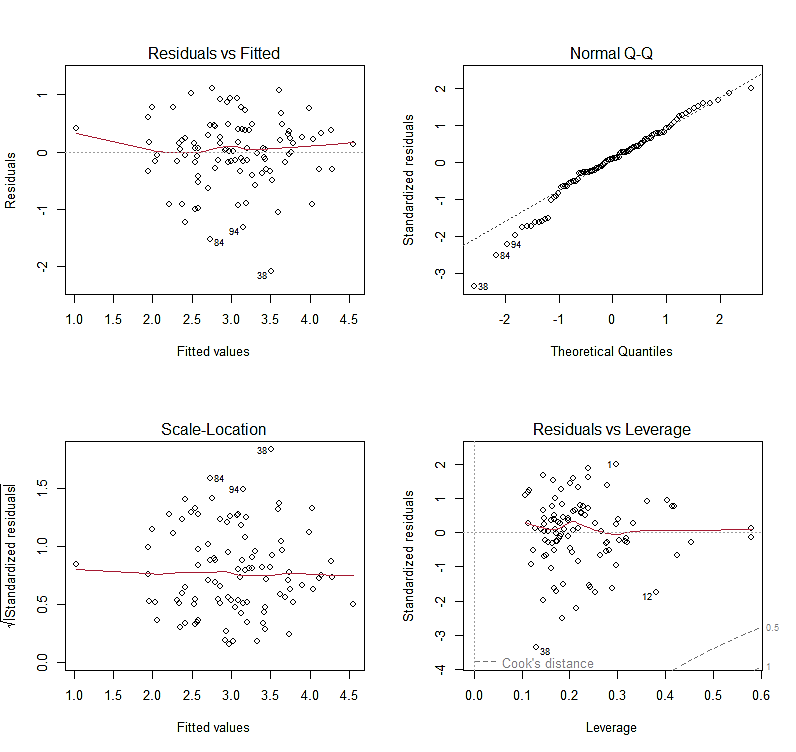 Residuals vs Fitted
Residuals
1
0
-1
-2
94
84
38
1.0 1.5 2.0 2.5 3.0 3.5 4.0 4.5
Fitted values
Normal Q-Q
Standardized residuals
2
1
0
-1
-2
-3
94
84
38
-2 -1 0 1 2
Theoretical Quantiles
Scale-Location
√|Standardized residuals|
1.5
1.0
0.5
0.0
38
84
94
1.0 1.5 2.0 2.5 3.0 3.5 4.0 4.5
Fitted values
Residuals vs Leverage
Standardized residuals
2
1
0
-1
-2
-3
-4
1
12
38
Cook's distance
0.5
1
0.0 0.1 0.2 0.3 0.4 0.5 0.6
Leverage